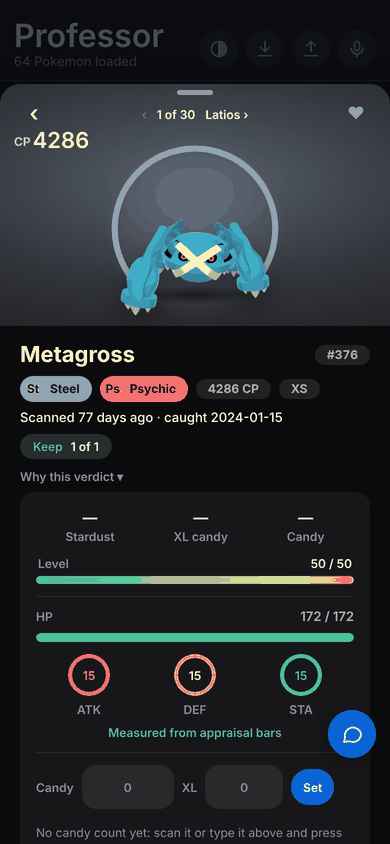 Professor
64 Pokemon loaded
‹ ‹ 1 of 30 Latios ›
CP 4286
Metagross #376
St Steel Ps Psychic 4286 CP XS
Scanned 77 days ago · caught 2024-01-15
Keep 1 of 1
Why this verdict ▾
— — —
Stardust XL candy Candy
Level 50 / 50
HP 172 / 172
15 15 15
ATK DEF STA
Measured from appraisal bars
Candy 0 XL 0 Set
No candy count yet: scan it or type it above and press